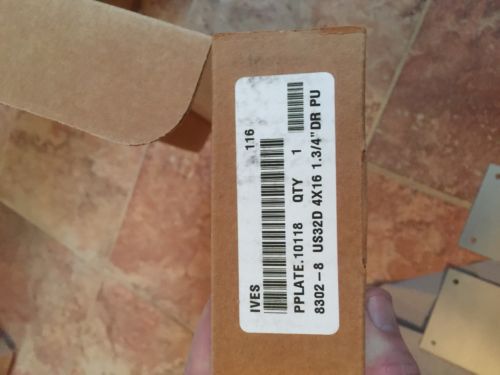 IVES 116
PPLATE.10118 QTY 1
8302-8 US32D 4X16 1.3/4"DR PU